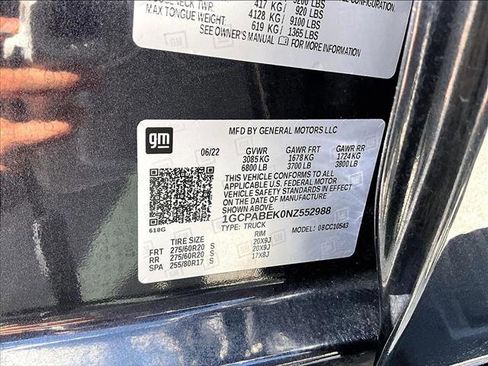 417 KG / 920 LBS
MAX TONGUE WEIGHT: 4128 KG / 9100 LBS
619 KG / 1365 LBS
SEE OWNER'S MANUAL FOR MORE INFORMATION
gm
MFD BY GENERAL MOTORS LLC
06/22 GVWR GAWR FRT GAWR RR
3085 KG 1678 KG 1724 KG
6800 LB 3700 LB 3800 LB
THIS VEHICLE CONFORMS TO ALL
APPLICABLE U.S. FEDERAL MOTOR
VEHICLE SAFETY STANDARDS IN EFFECT
ON THE DATE OF MANUFACTURE SHOWN ABOVE.
1GCPABEK0NZ552988
TYPE: TRUCK MODEL: 08CC10543
618G
TIRE SIZE RIM
FRT 275/60R20 S 20X9J
RR 275/60R20 S 20X9J
SPA 255/80R17 S 17X8J